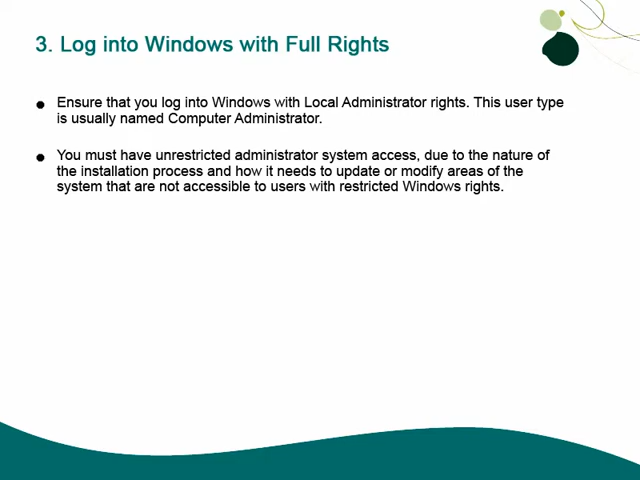 3. Log into Windows with Full Rights
Ensure that you log into Windows with Local Administrator rights. This user type
is usually named Computer Administrator.
You must have unrestricted administrator system access, due to the nature of
the installation process and how it needs to update or modify areas of the
system that are not accessible to users with restricted Windows rights.